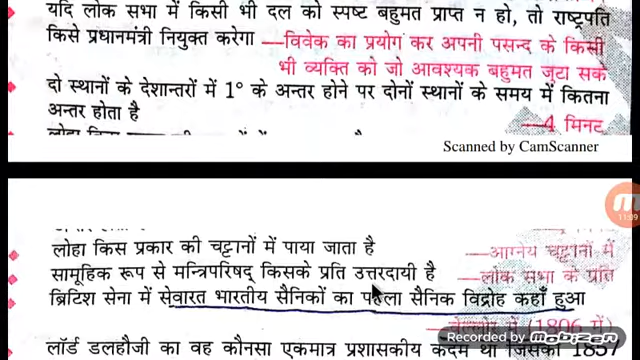 यदि लोक सभा में किसी भी दल को स्पष्ट बहुमत प्राप्त न हो, तो राष्ट्रपति
किसे प्रधानमंत्री नियुक्त करेगा —विवेक का प्रयोग कर अपनी पसन्द के किसी
भी व्यक्ति को जो आवश्यक बहुमत जुटा सके
दो स्थानों के देशान्तरों में 1° के अन्तर होने पर दोनों स्थानों के समय में कितना
अन्तर होता है —4 मिनट
Scanned by CamScanner
11:09
लोहा किस प्रकार की चट्टानों में पाया जाता है —आग्नेय चट्टानों में
सामूहिक रूप से मन्त्रिपरिषद् किसके प्रति उत्तरदायी है —लोक सभा के प्रति
ब्रिटिश सेना में सेवारत भारतीय सैनिकों का पहला सैनिक विद्रोह कहाँ हुआ
—वेल्लोर में (1806 में)
लॉर्ड डलहौजी का वह कौनसा एकमात्र प्रशासकीय कदम था जिसका 1857
RECORDED WITH
MOBIZEN